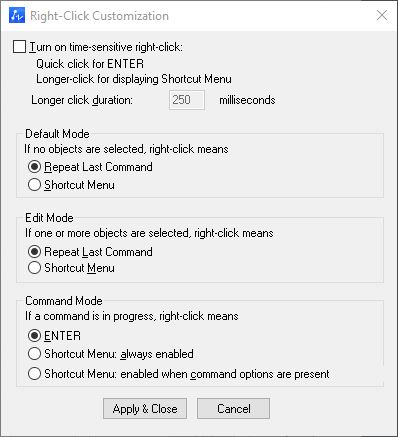 Right-Click Customization
Turn on time-sensitive right-click:
Quick click for ENTER
Longer-click for displaying Shortcut Menu
Longer click duration: 250 milliseconds
Default Mode
If no objects are selected, right-click means
Repeat Last Command
Shortcut Menu
Edit Mode
If one or more objects are selected, right-click means
Repeat Last Command
Shortcut Menu
Command Mode
If a command is in progress, right-click means
ENTER
Shortcut Menu: always enabled
Shortcut Menu: enabled when command options are present
Apply & Close Cancel